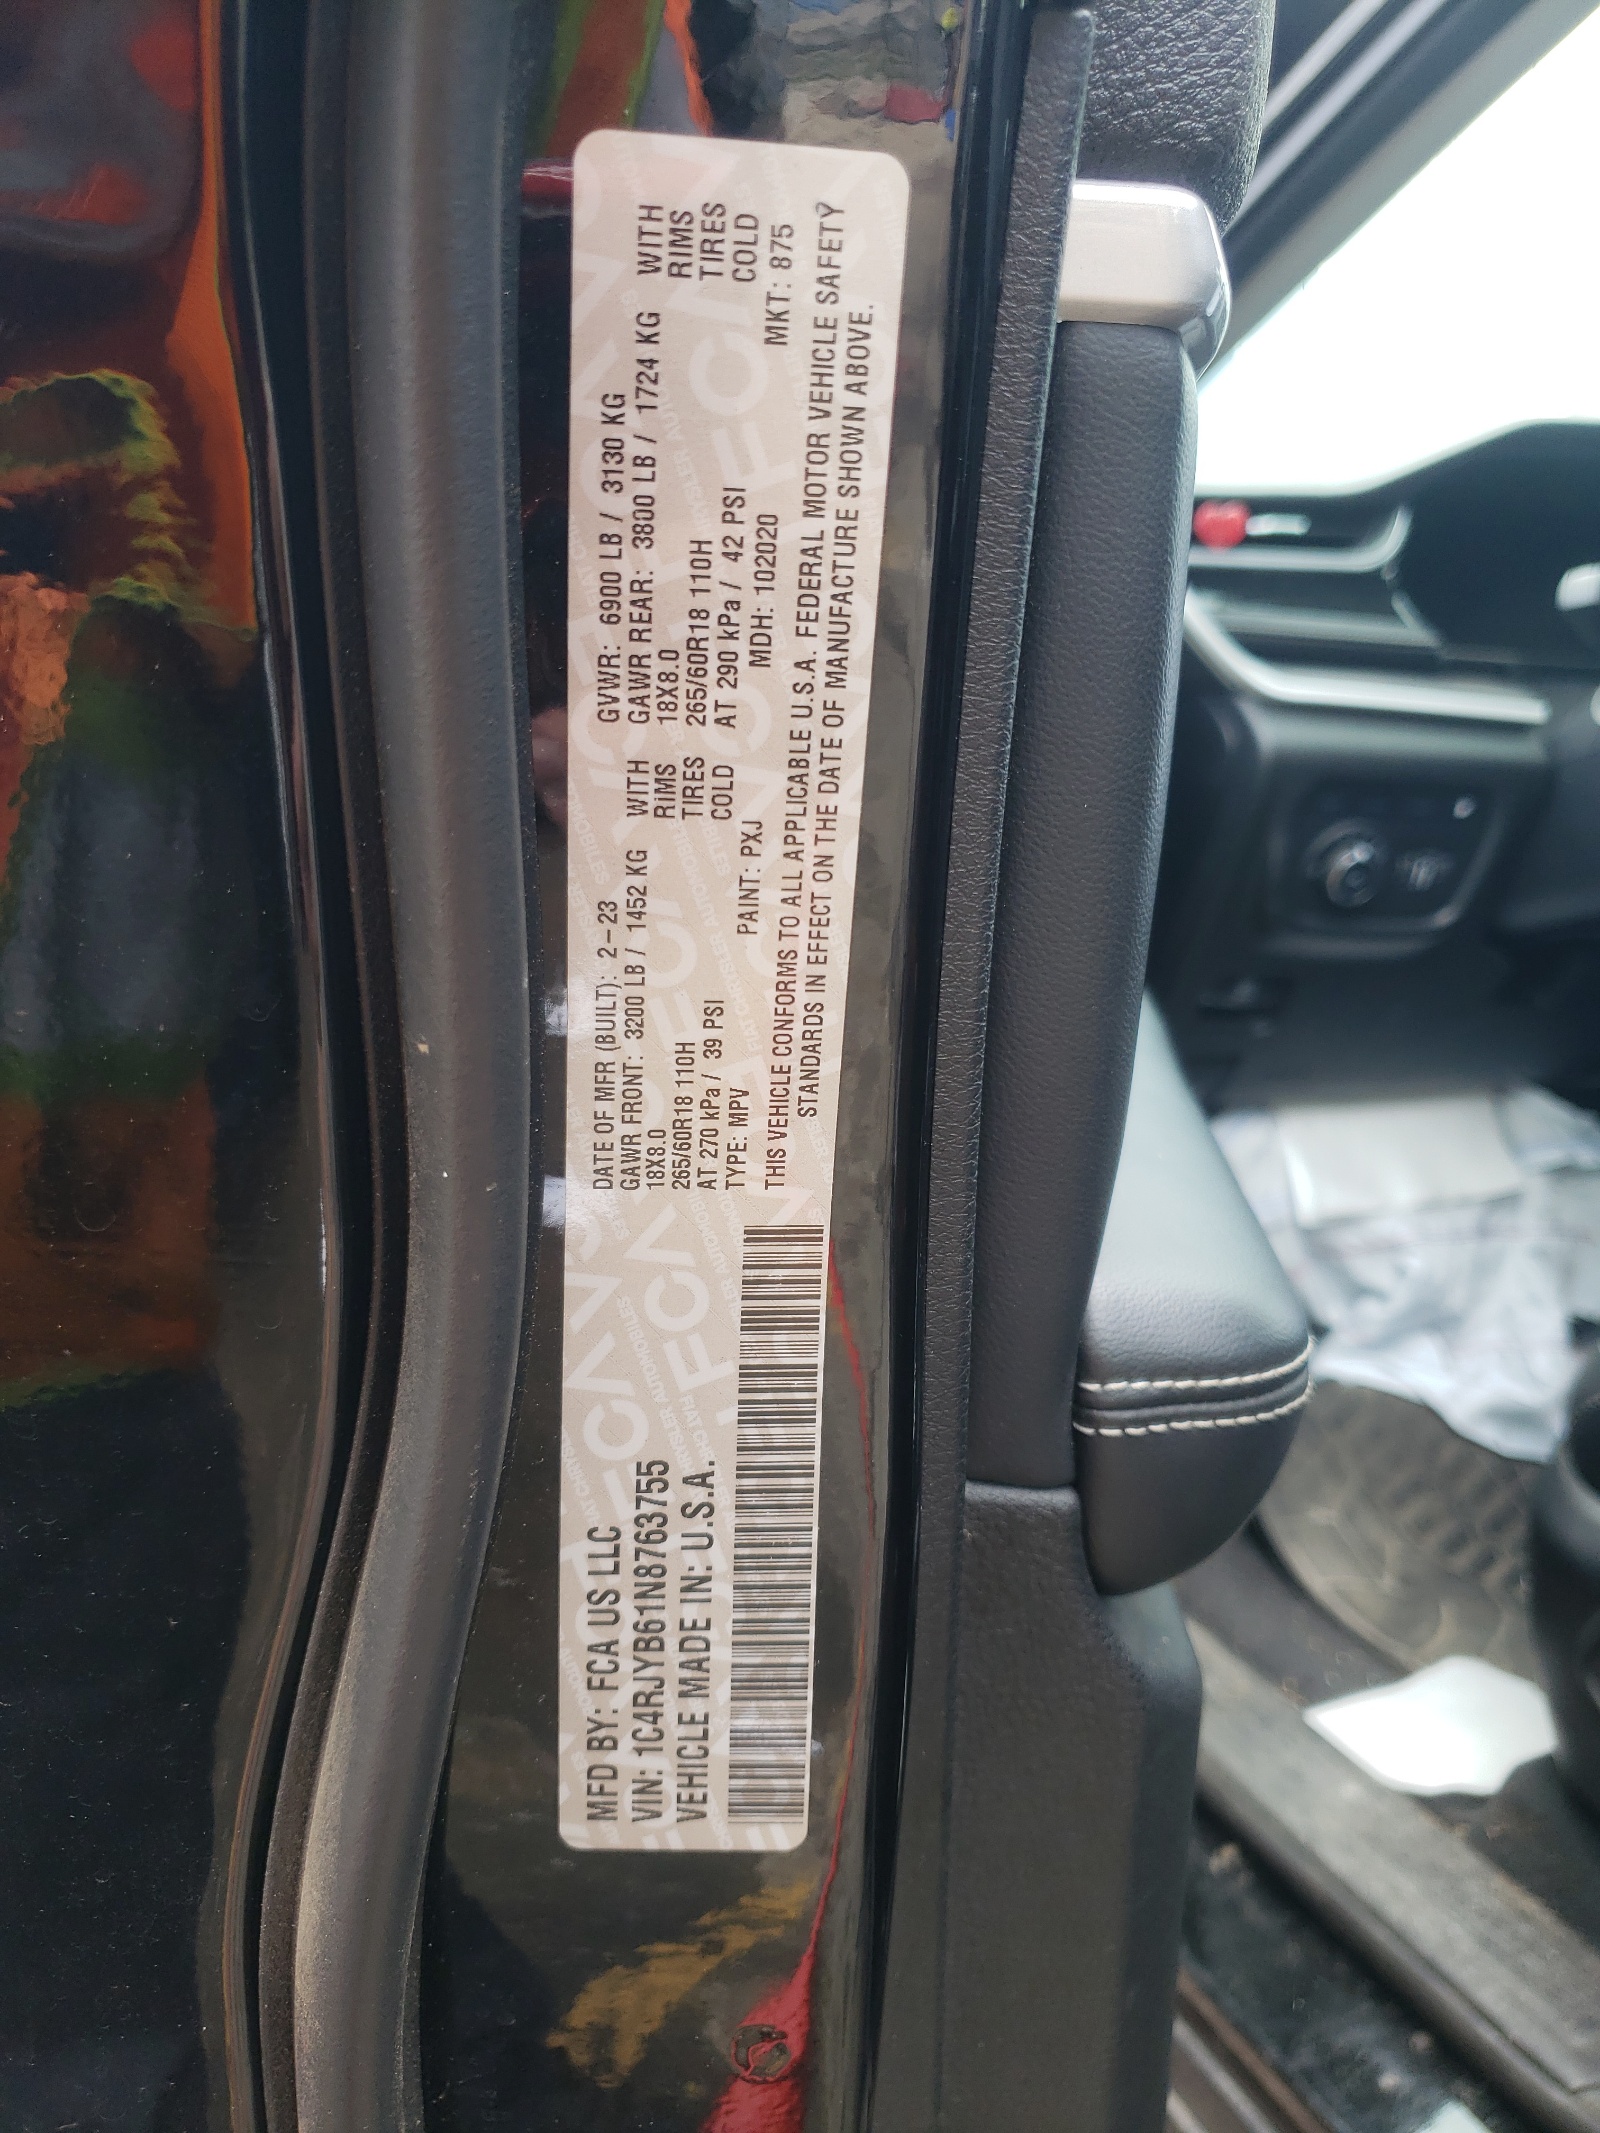 MFD BY: FCA US LLC
VIN: 1C4RJYB61N8763755
VEHICLE MADE IN: U.S.A.
DATE OF MFR (BUILT): 2-23 GVWR: 6900 LB / 3130 KG
GAWR FRONT: 3200 LB / 1452 KG WITH GAWR REAR: 3800 LB / 1724 KG WITH
18X8.0 RiMS 18X8.0 RIMS
265/60R18 110H TIRES 265/60R18 110H TIRES
AT 270 kPa / 39 PSI COLD AT 290 kPa / 42 PSI COLD
TYPE: MPV PAINT: PXJ MDH: 102020 MKT: 875
THIS VEHICLE CONFORMS TO ALL APPLICABLE U.S.A. FEDERAL MOTOR VEHICLE SAFETY
STANDARDS IN EFFECT ON THE DATE OF MANUFACTURE SHOWN ABOVE.